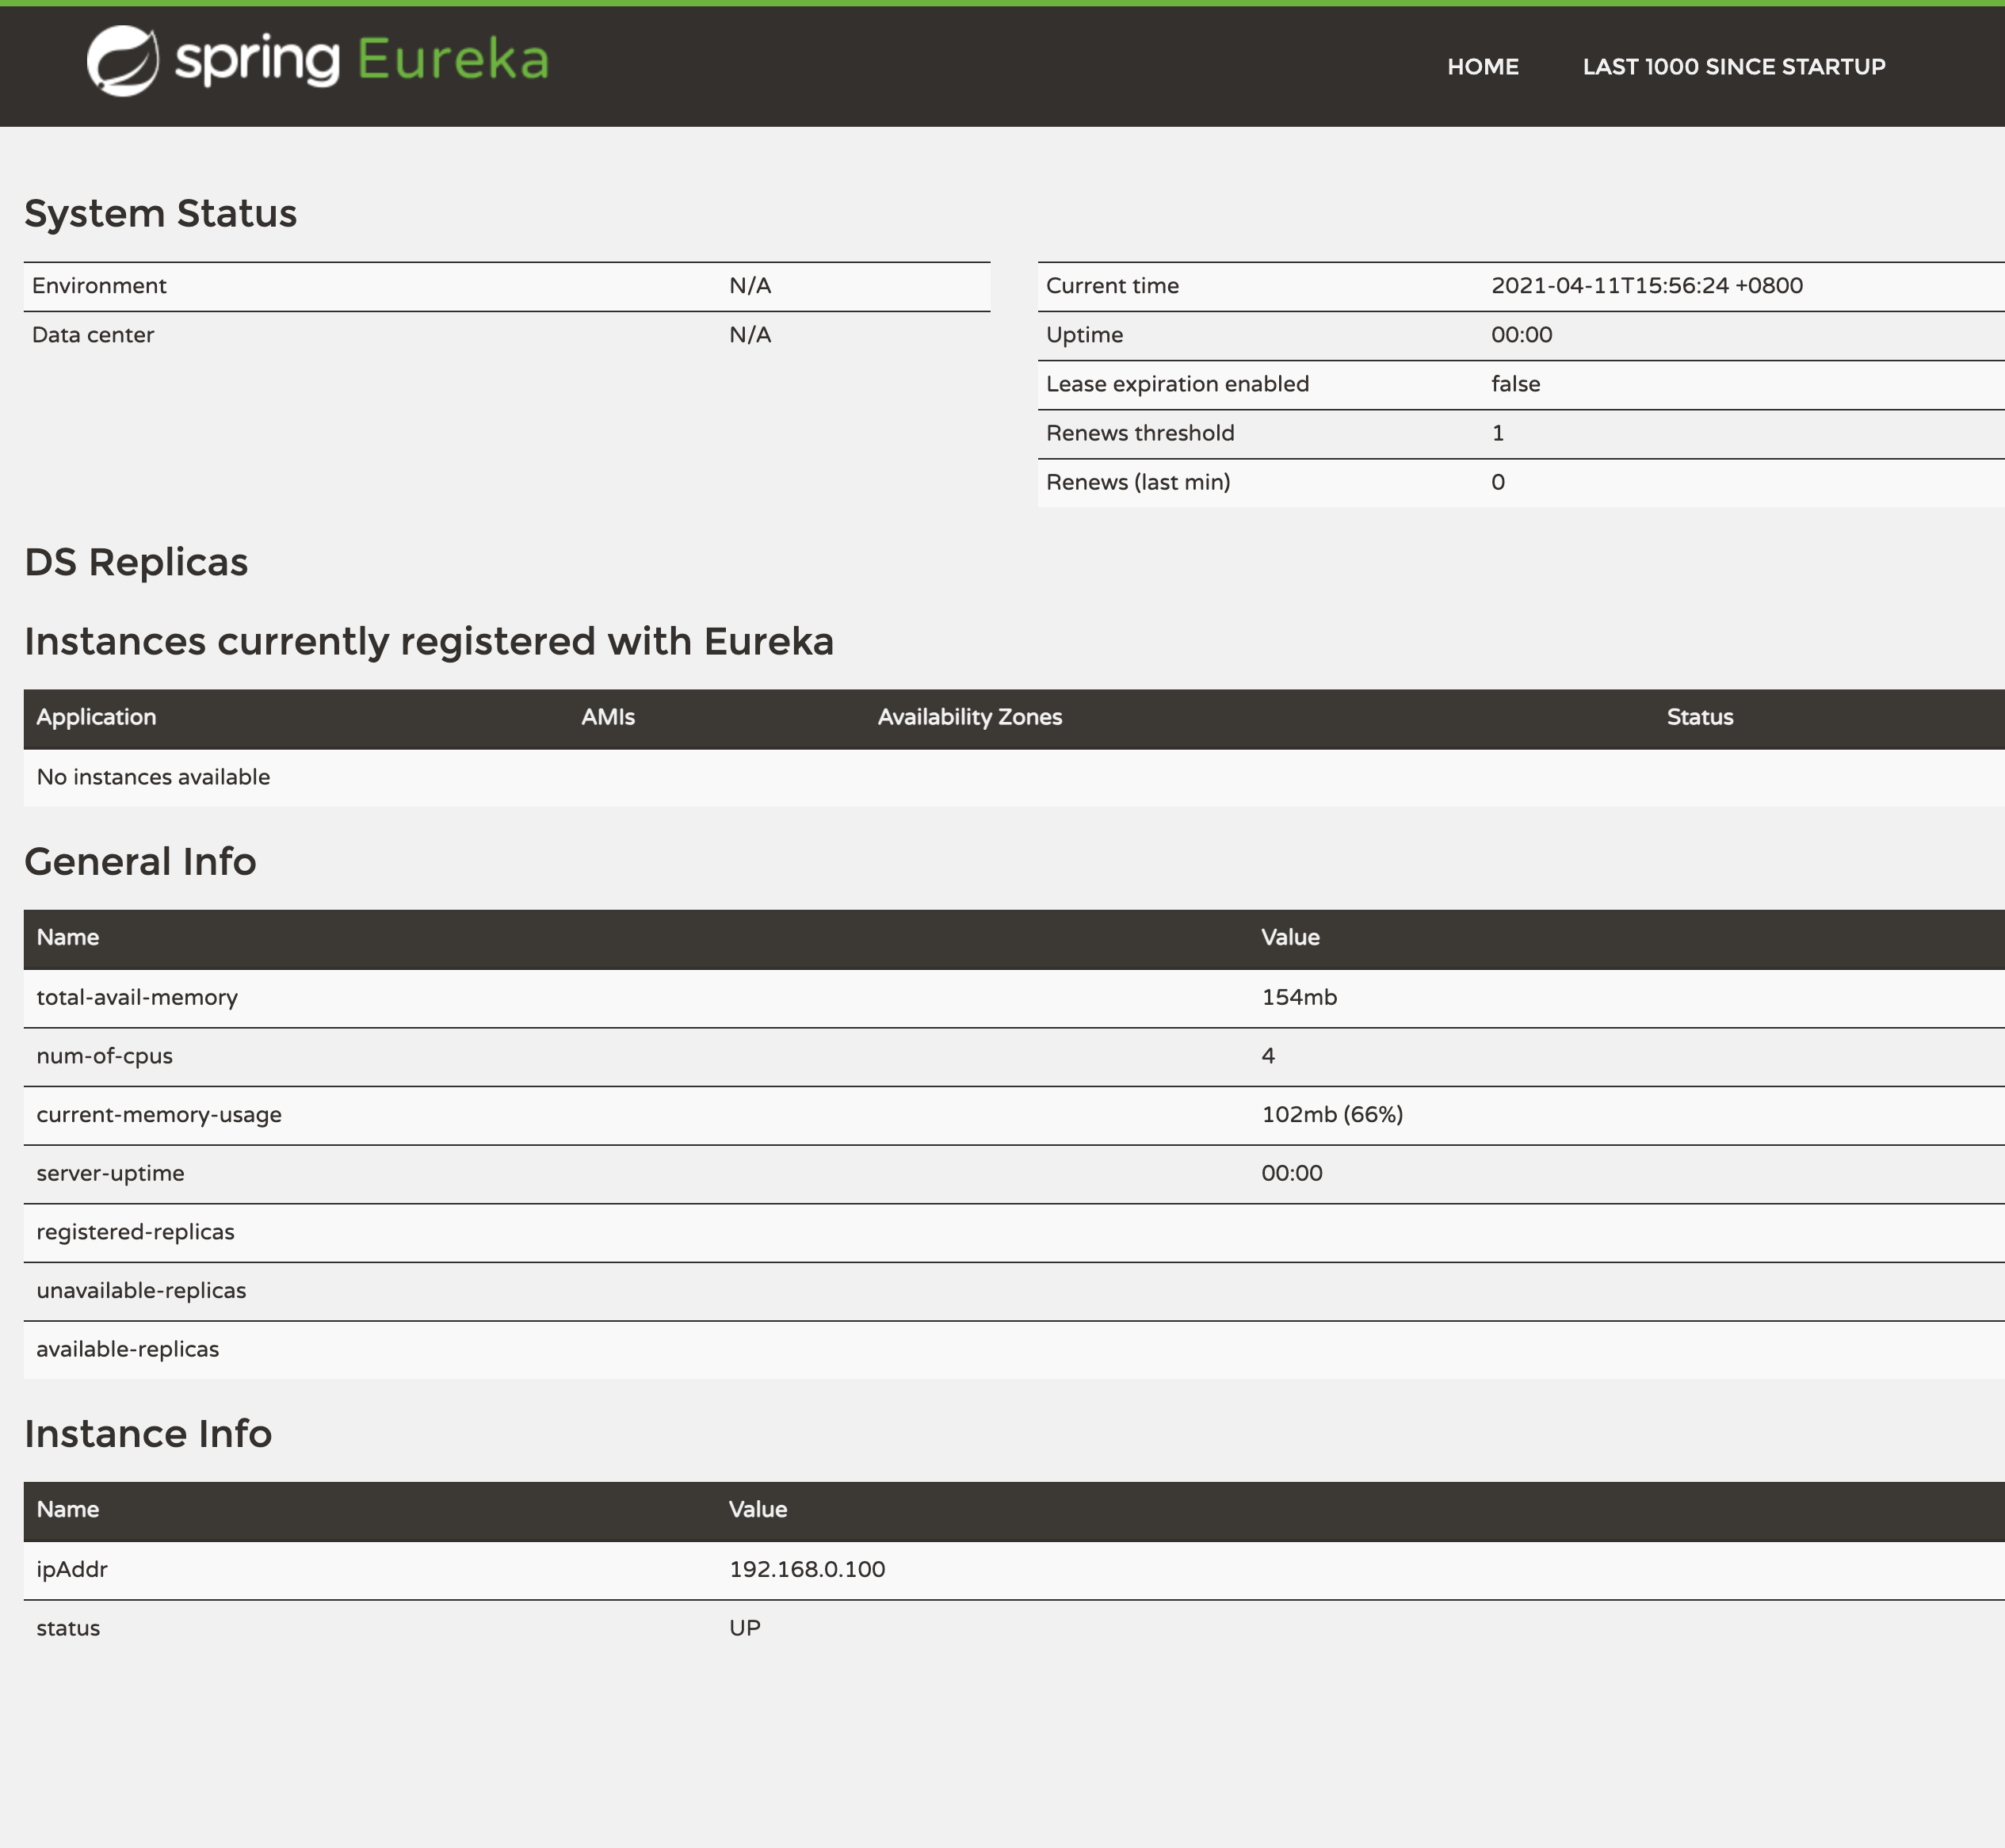 spring Eureka
HOME LAST 1000 SINCE STARTUP
System Status
Environment N/A
Data center N/A
Current time 2021-04-11T15:56:24 +0800
Uptime 00:00
Lease expiration enabled false
Renews threshold 1
Renews (last min) 0
DS Replicas
Instances currently registered with Eureka
Application AMIs Availability Zones Status
No instances available
General Info
Name Value
total-avail-memory 154mb
num-of-cpus 4
current-memory-usage 102mb (66%)
server-uptime 00:00
registered-replicas
unavailable-replicas
available-replicas
Instance Info
Name Value
ipAddr 192.168.0.100
status UP